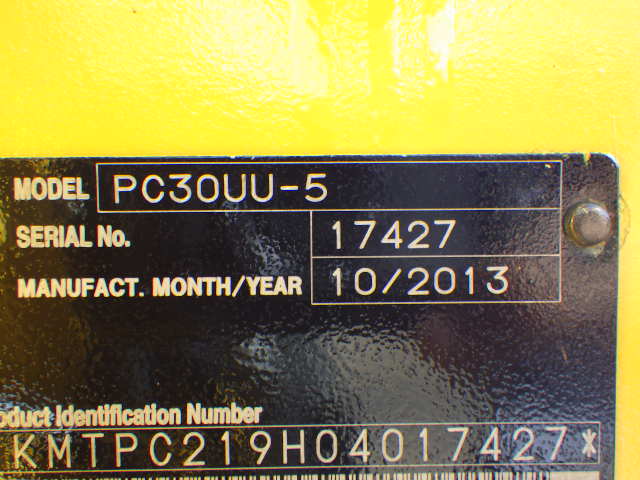 MODEL PC30UU-5
SERIAL No. 17427
MANUFACT. MONTH/YEAR 10/2013
oduct Identification Number
KMTPC219H04017427*